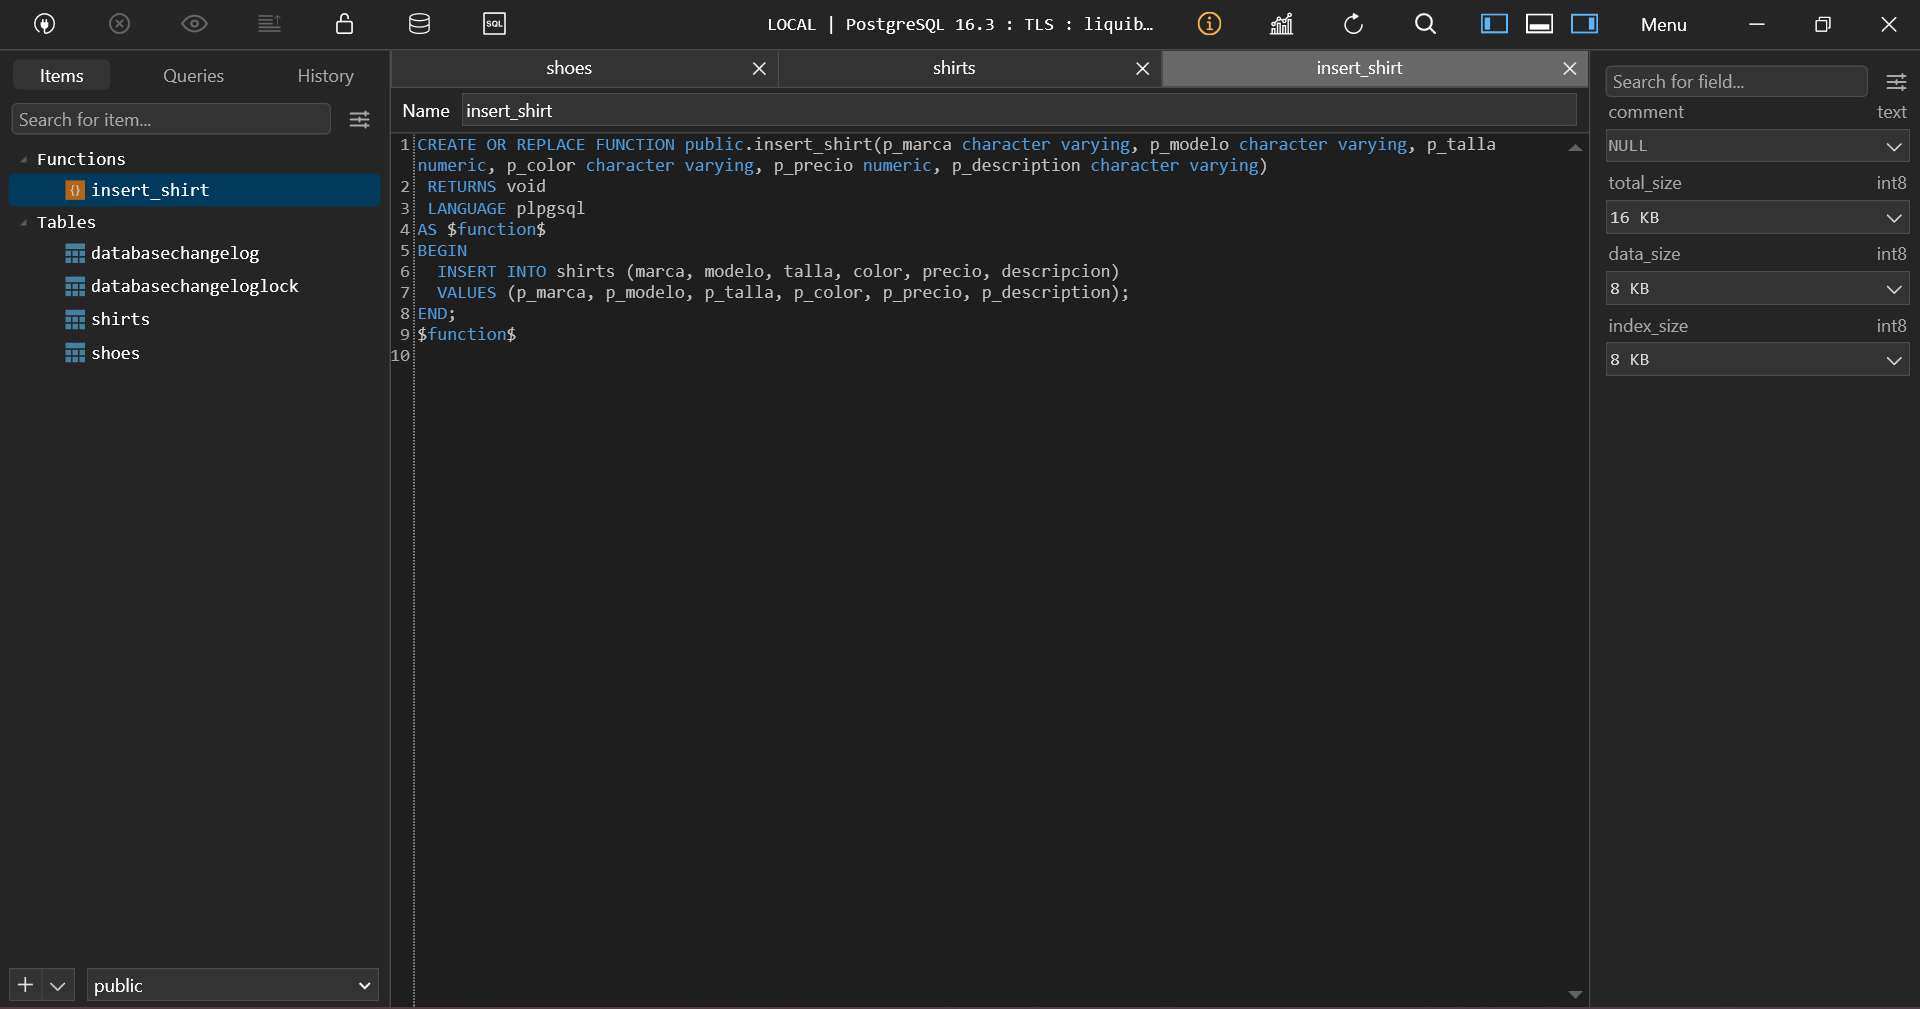 SQL
LOCAL | PostgreSQL 16.3 : TLS : liquib…
Menu
Items Queries History
Search for item...
Functions
{} insert_shirt
Tables
databasechangelog
databasechangeloglock
shirts
shoes
public
shoes shirts insert_shirt
Name insert_shirt
1 CREATE OR REPLACE FUNCTION public.insert_shirt(p_marca character varying, p_modelo character varying, p_talla
numeric, p_color character varying, p_precio numeric, p_description character varying)
2 RETURNS void
3 LANGUAGE plpgsql
4 AS $function$
5 BEGIN
6 INSERT INTO shirts (marca, modelo, talla, color, precio, descripcion)
7 VALUES (p_marca, p_modelo, p_talla, p_color, p_precio, p_description);
8 END;
9 $function$
10
Search for field...
comment text
NULL
total_size int8
16 KB
data_size int8
8 KB
index_size int8
8 KB